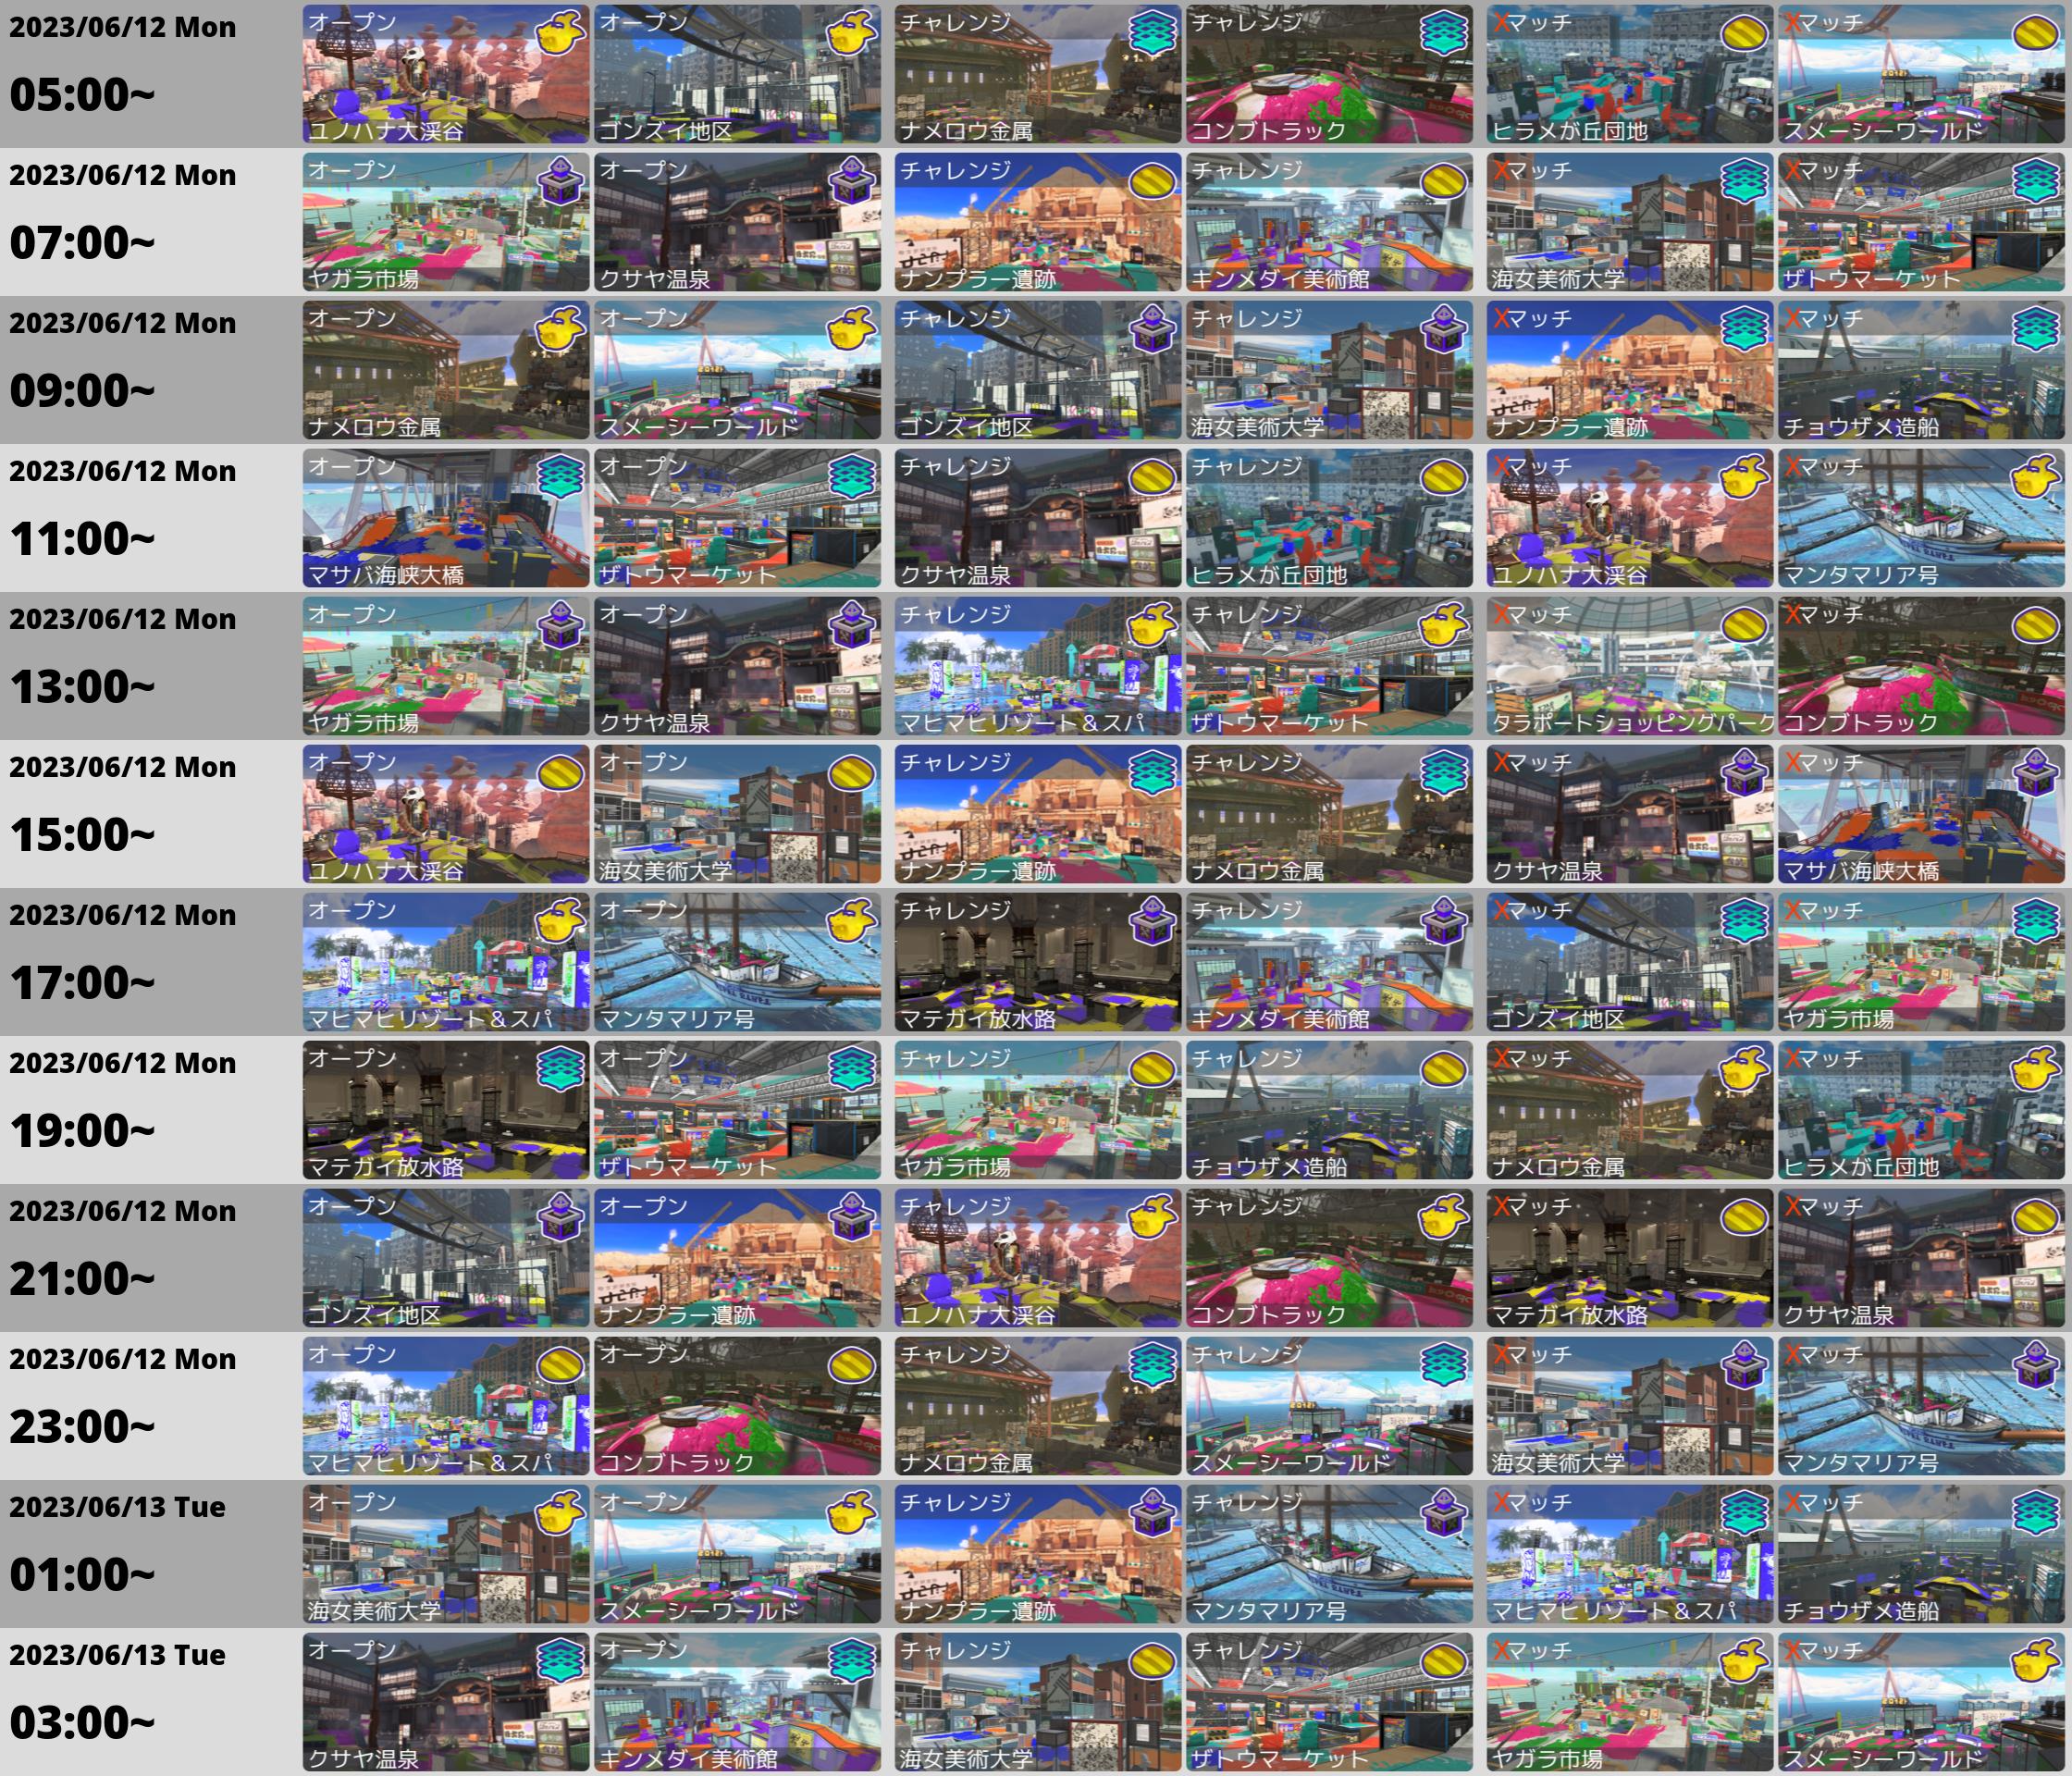 2023/06/12 Mon
05:00~
オープン オープン チャレンジ チャレンジ Xマッチ Xマッチ
ユノハナ大渓谷 ゴンズイ地区 ナメロウ金属 コンブトラック ヒラメが丘団地 スメーシーワールド
2023/06/12 Mon
07:00~
オープン オープン チャレンジ チャレンジ Xマッチ Xマッチ
ヤガラ市場 クサヤ温泉 ナンプラー遺跡 キンメダイ美術館 海女美術大学 ザトウマーケット
2023/06/12 Mon
09:00~
オープン オープン チャレンジ チャレンジ Xマッチ Xマッチ
ナメロウ金属 スメーシーワールド ゴンズイ地区 海女美術大学 ナンプラー遺跡 チョウザメ造船
2023/06/12 Mon
11:00~
オープン オープン チャレンジ チャレンジ Xマッチ Xマッチ
マサバ海峡大橋 ザトウマーケット クサヤ温泉 ヒラメが丘団地 ユノハナ大渓谷 マンタマリア号
2023/06/12 Mon
13:00~
オープン オープン チャレンジ チャレンジ Xマッチ Xマッチ
ヤガラ市場 クサヤ温泉 マヒマヒリゾート&スパ ザトウマーケット タラポートショッピングパーク コンブトラック
2023/06/12 Mon
15:00~
オープン オープン チャレンジ チャレンジ Xマッチ Xマッチ
ユノハナ大渓谷 海女美術大学 ナンプラー遺跡 ナメロウ金属 クサヤ温泉 マサバ海峡大橋
2023/06/12 Mon
17:00~
オープン オープン チャレンジ チャレンジ Xマッチ Xマッチ
マヒマヒリゾート&スパ マンタマリア号 マテガイ放水路 キンメダイ美術館 ゴンズイ地区 ヤガラ市場
2023/06/12 Mon
19:00~
オープン オープン チャレンジ チャレンジ Xマッチ Xマッチ
マテガイ放水路 ザトウマーケット ヤガラ市場 チョウザメ造船 ナメロウ金属 ヒラメが丘団地
2023/06/12 Mon
21:00~
オープン オープン チャレンジ チャレンジ Xマッチ Xマッチ
ゴンズイ地区 ナンプラー遺跡 ユノハナ大渓谷 コンブトラック マテガイ放水路 クサヤ温泉
2023/06/12 Mon
23:00~
オープン オープン チャレンジ チャレンジ Xマッチ Xマッチ
マヒマヒリゾート&スパ コンブトラック ナメロウ金属 スメーシーワールド 海女美術大学 マンタマリア号
2023/06/13 Tue
01:00~
オープン オープン チャレンジ チャレンジ Xマッチ Xマッチ
海女美術大学 スメーシーワールド ナンプラー遺跡 マンタマリア号 マヒマヒリゾート&スパ チョウザメ造船
2023/06/13 Tue
03:00~
オープン オープン チャレンジ チャレンジ Xマッチ Xマッチ
クサヤ温泉 キンメダイ美術館 海女美術大学 ザトウマーケット ヤガラ市場 スメーシーワールド